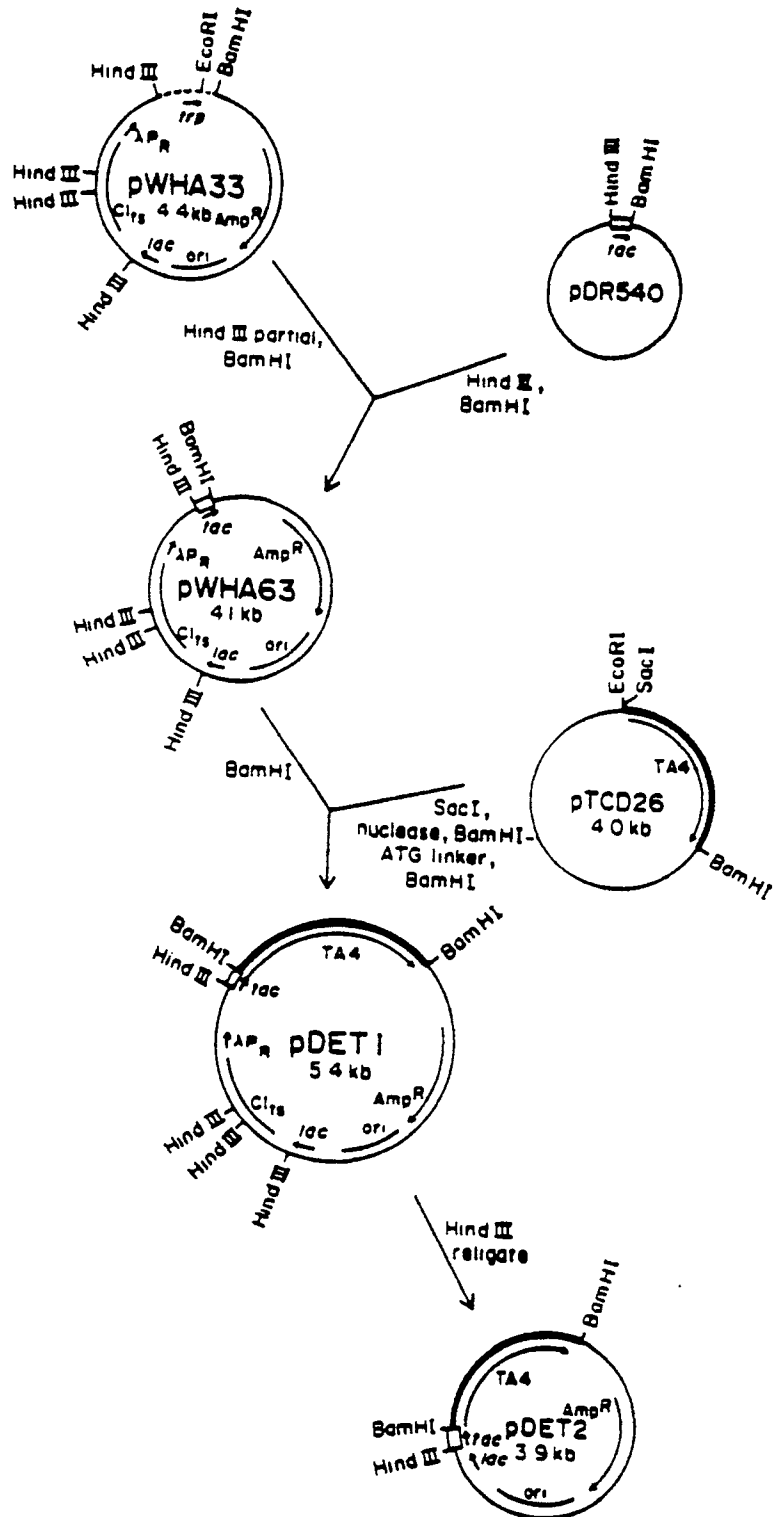 EcoRI
BamHI
Hind III
trp
λPR
Hind III
Hind III
pWHA33
4.4kb
AmpR
CIts
lac
ori
Hind III
Hind III
BamHI
tac
pDR540
Hind III partial,
BamHI
Hind III,
BamHI
BamHI
Hind III
tac
λPR
AmpR
pWHA63
4.1 kb
Hind III
Hind III
CIts
lac
ori
Hind III
EcoRI
SacI
TA4
pTCD26
4.0 kb
BamHI
BamHI
SacI,
nuclease, BamHI-
ATG linker,
BamHI
BamHI
Hind III
TA4
BamHI
tac
λPR
pDET1
5.4 kb
CIts
AmpR
Hind III
Hind III
lac
ori
Hind III
Hind III
religate
BamHI
TA4
AmpR
BamHI
Hind III
tac
lac
pDET2
3.9 kb
ori